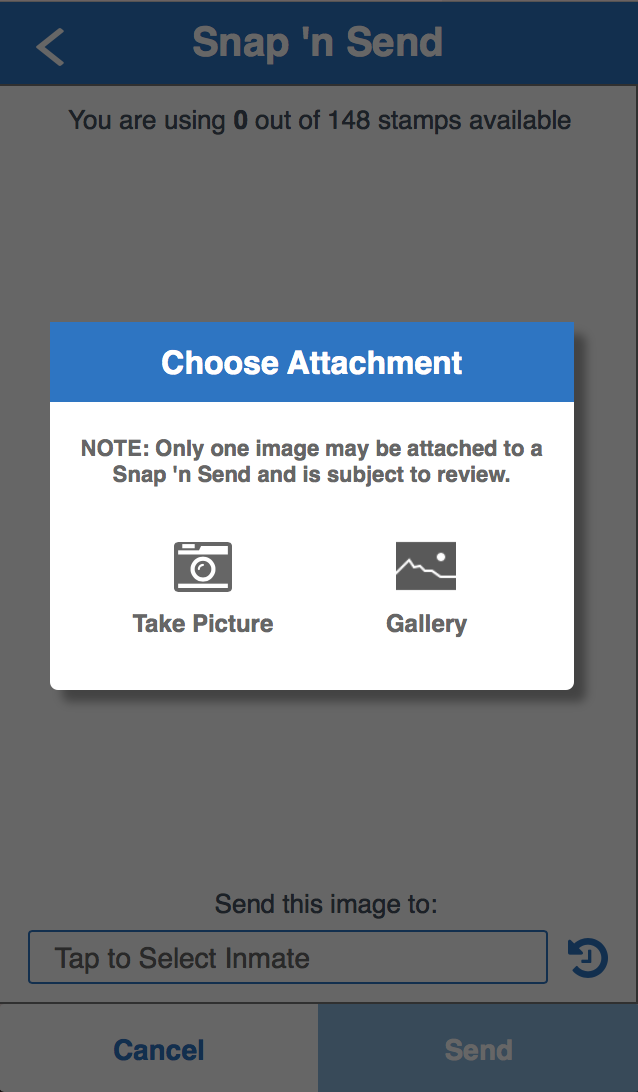 Snap 'n Send
You are using 0 out of 148 stamps available
Choose Attachment
NOTE: Only one image may be attached to a
Snap 'n Send and is subject to review.
Take Picture
Gallery
Send this image to:
Tap to Select Inmate
Cancel
Send